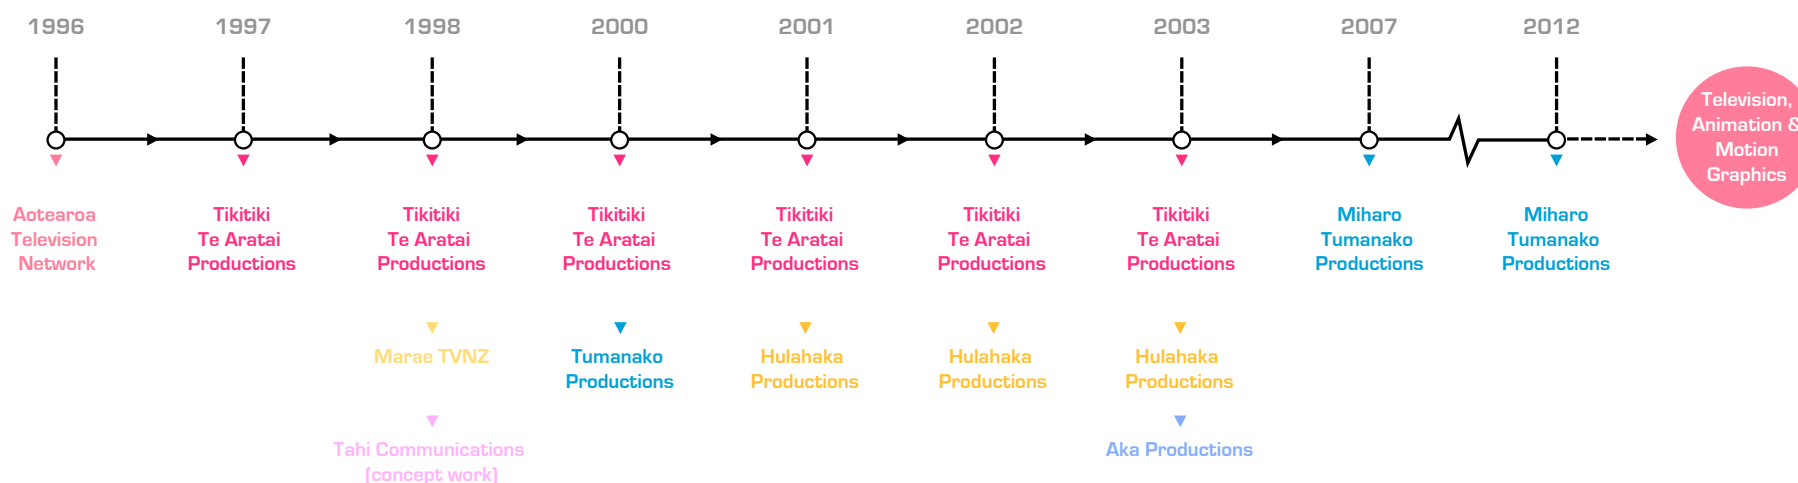 1996
1997
1998
2000
2001
2002
2003
2007
2012
Television,
Animation &
Motion
Graphics
Aotearoa
Television
Network
Tikitiki
Te Aratai
Productions
Tikitiki
Te Aratai
Productions
Tikitiki
Te Aratai
Productions
Tikitiki
Te Aratai
Productions
Tikitiki
Te Aratai
Productions
Tikitiki
Te Aratai
Productions
Miharo
Tumanako
Productions
Miharo
Tumanako
Productions
Marae TVNZ
Tumanako
Productions
Hulahaka
Productions
Hulahaka
Productions
Hulahaka
Productions
Tahi Communications
(concept work)
Aka Productions